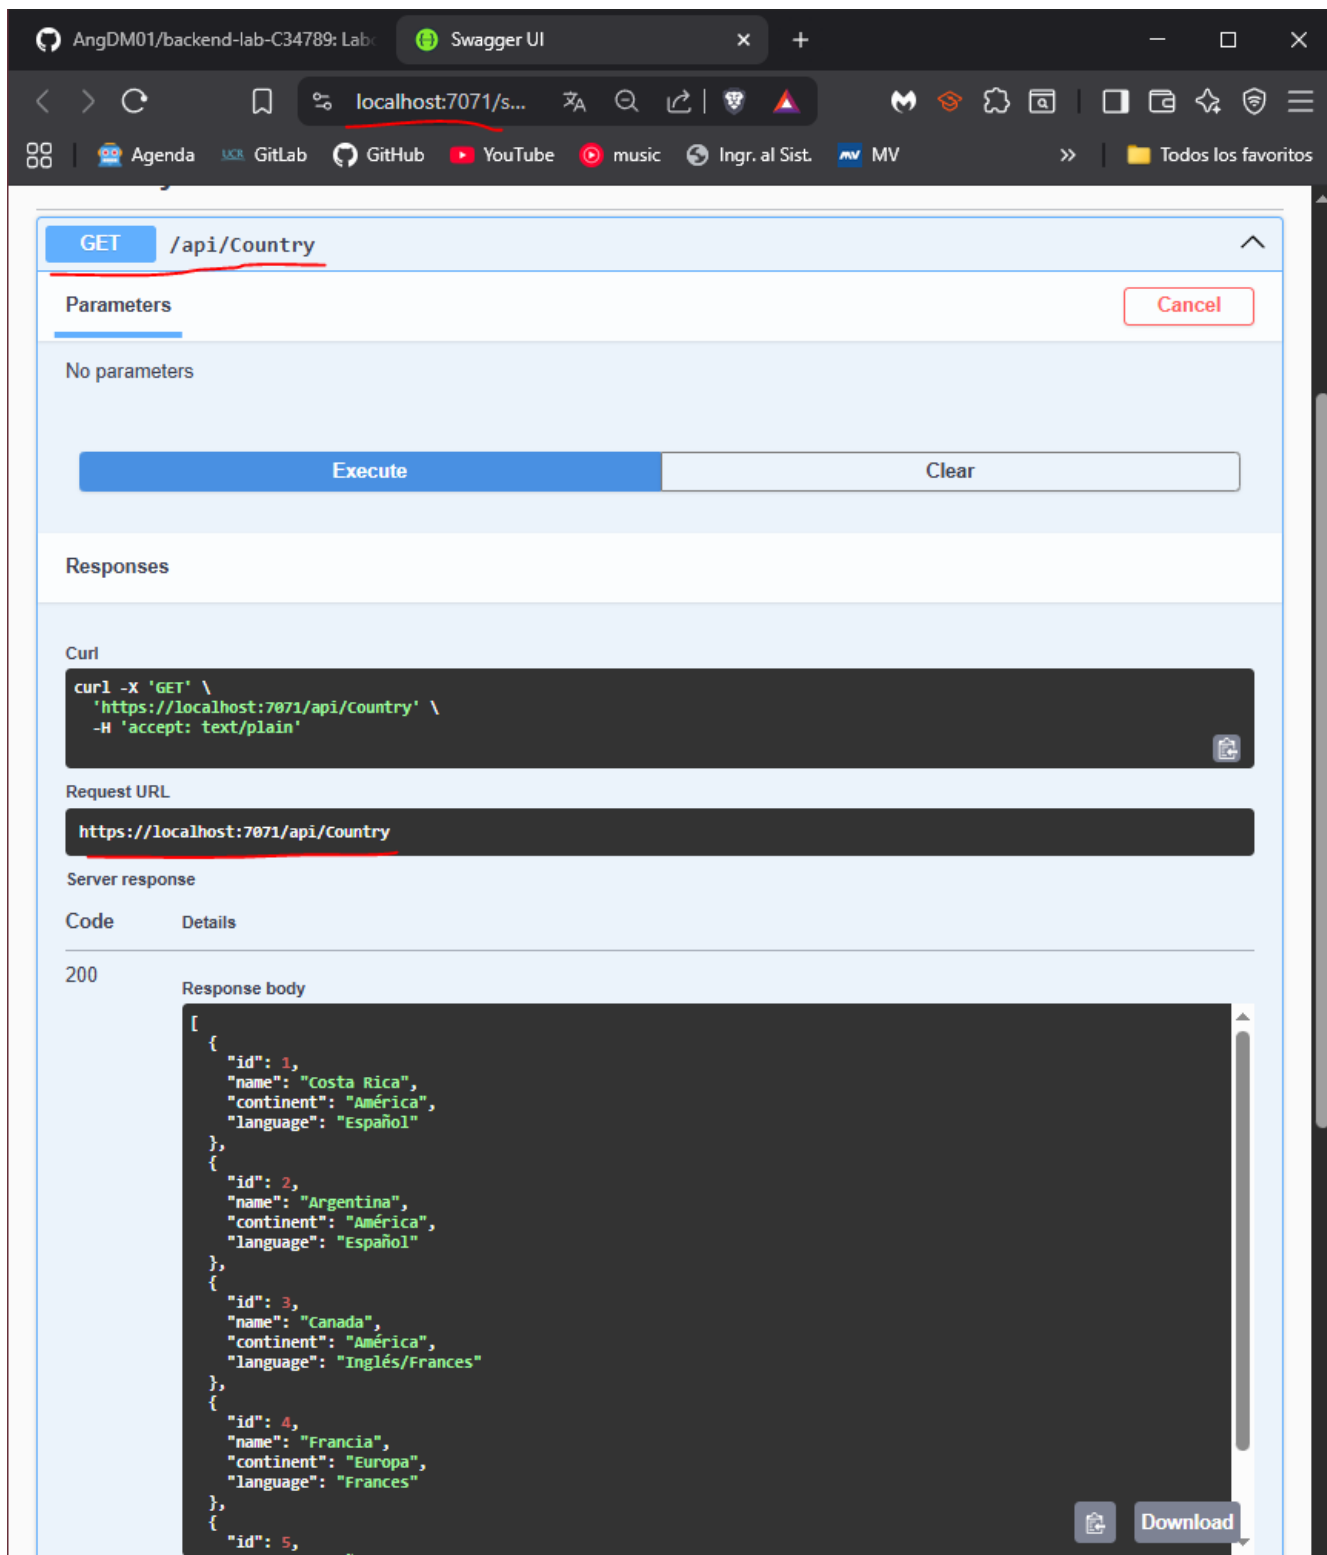 AngDM01/backend-lab-C34789: Lab
Swagger UI
localhost:7071/s...
Agenda
UCR GitLab
GitHub
YouTube
music
Ingr. al Sist.
MV MV
Todos los favoritos
GET /api/Country
Parameters
Cancel
No parameters
Execute
Clear
Responses
Curl
curl -X 'GET' \
'https://localhost:7071/api/Country' \
-H 'accept: text/plain'
Request URL
https://localhost:7071/api/Country
Server response
Code Details
200
Response body
[
{
"id": 1,
"name": "Costa Rica",
"continent": "América",
"language": "Español"
},
{
"id": 2,
"name": "Argentina",
"continent": "América",
"language": "Español"
},
{
"id": 3,
"name": "Canada",
"continent": "América",
"language": "Inglés/Frances"
},
{
"id": 4,
"name": "Francia",
"continent": "Europa",
"language": "Frances"
},
{
"id": 5,
Download